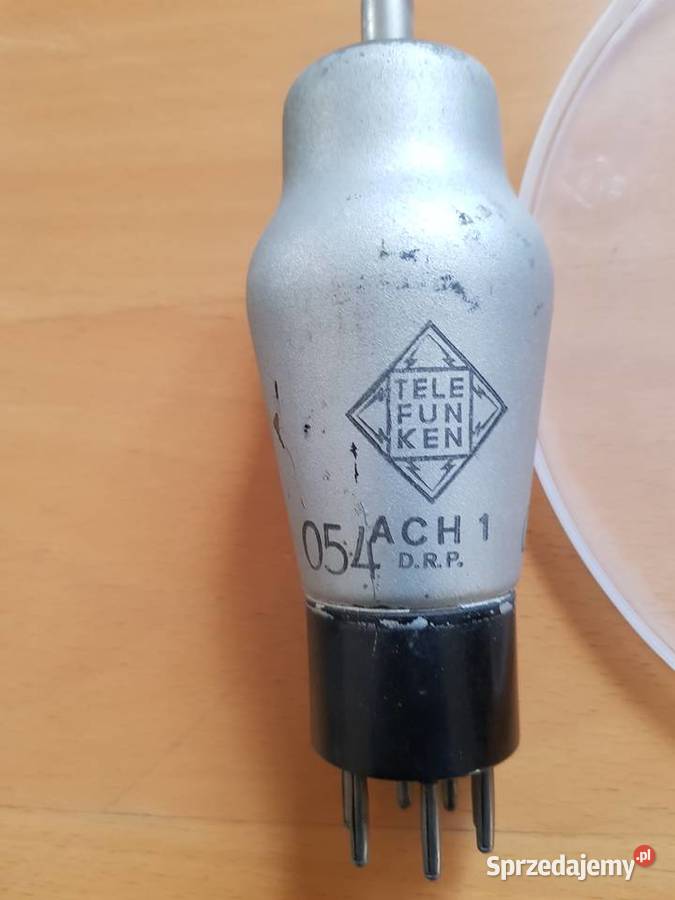 TELE
FUN
KEN
054 ACH 1
D.R.P.
Sprzedajemy.pl